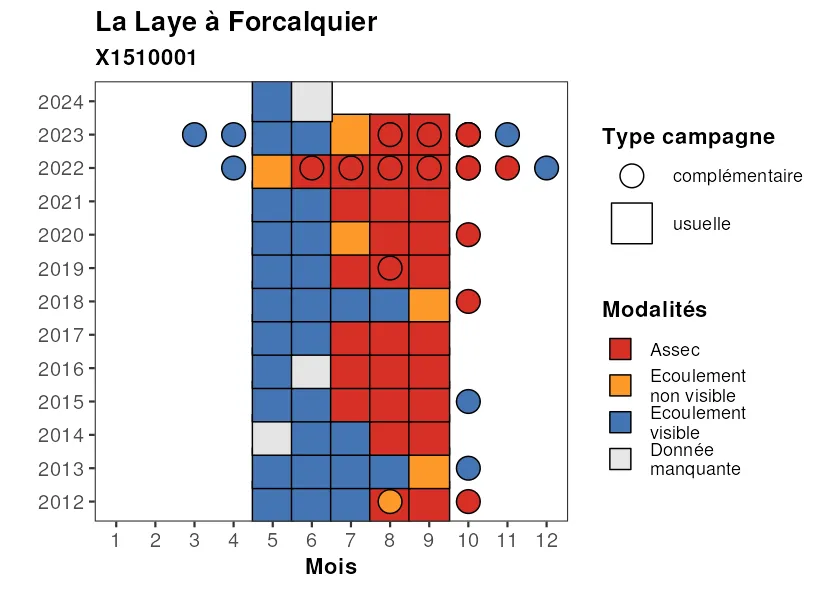 La Laye à Forcalquier
X1510001
2024
2023
2022
2021
2020
2019
2018
2017
2016
2015
2014
2013
2012
1 2 3 4 5 6 7 8 9 10 11 12
Mois
Type campagne
complémentaire
usuelle
Modalités
Assec
Ecoulement
non visible
Ecoulement
visible
Donnée
manquante